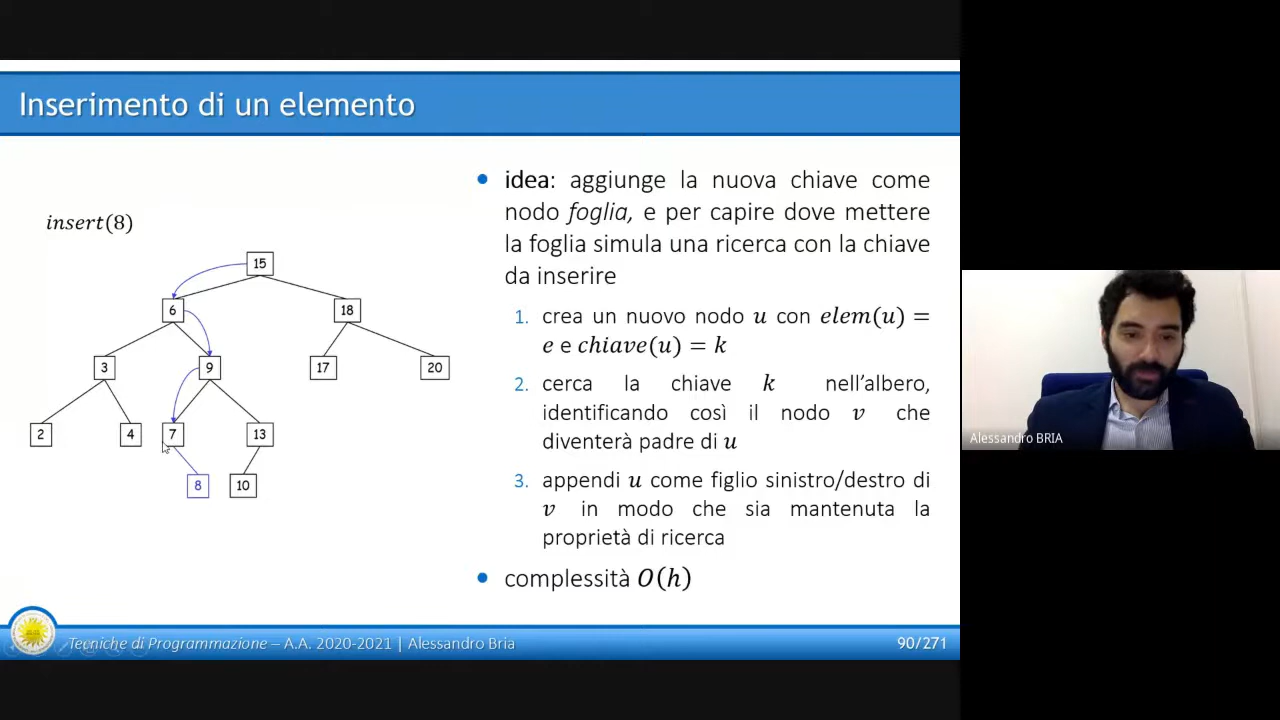 Inserimento di un elemento
insert(8)
15
6
18
3
9
17
20
2
4
7
13
8
10
• idea: aggiunge la nuova chiave come
nodo foglia, e per capire dove mettere
la foglia simula una ricerca con la chiave
da inserire
1. crea un nuovo nodo u con elem(u) =
e e chiave(u) = k
2. cerca la chiave k nell'albero,
identificando così il nodo v che
diventerà padre di u
3. appendi u come figlio sinistro/destro di
v in modo che sia mantenuta la
proprietà di ricerca
• complessità O(h)
Alessandro BRIA
Tecniche di Programmazione – A.A. 2020-2021 | Alessandro Bria
90/271